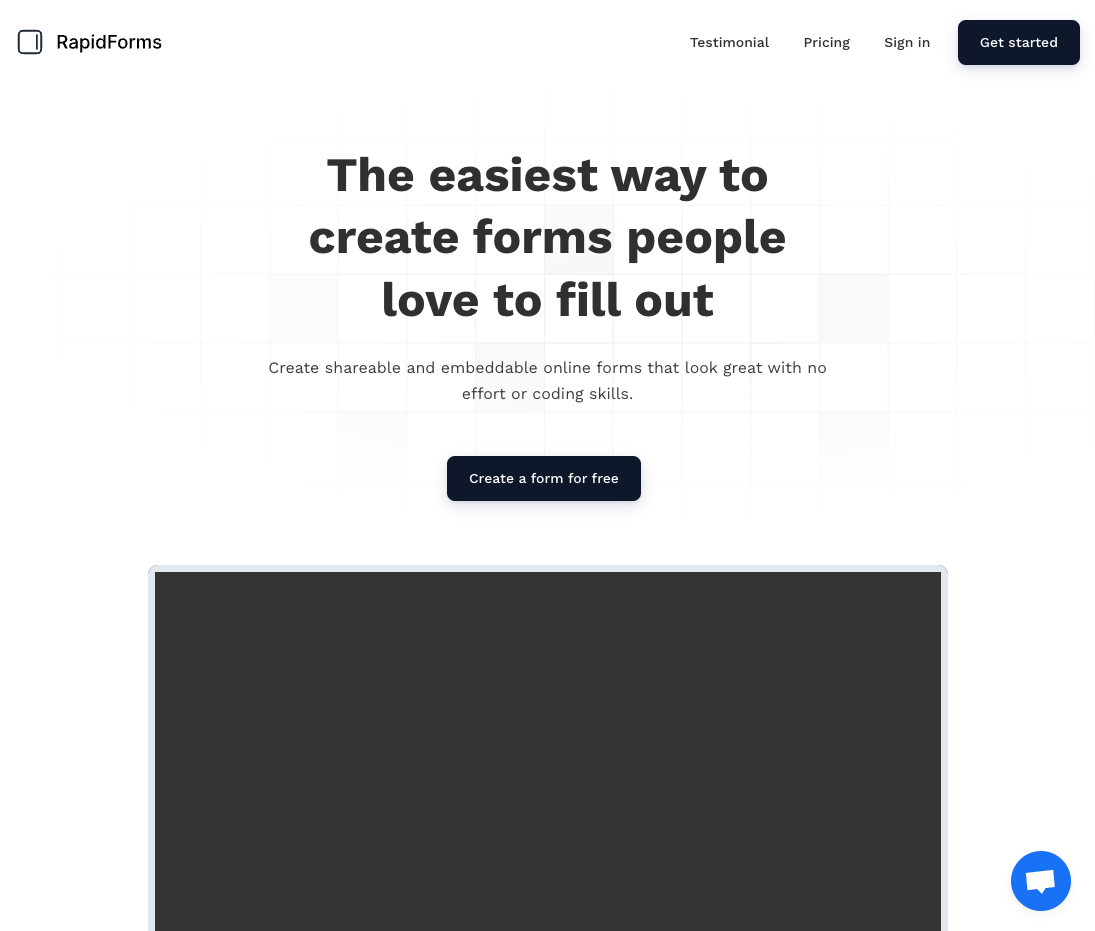 RapidForms
Testimonial
Pricing
Sign in
Get started
The easiest way to
create forms people
love to fill out
Create shareable and embeddable online forms that look great with no
effort or coding skills.
Create a form for free